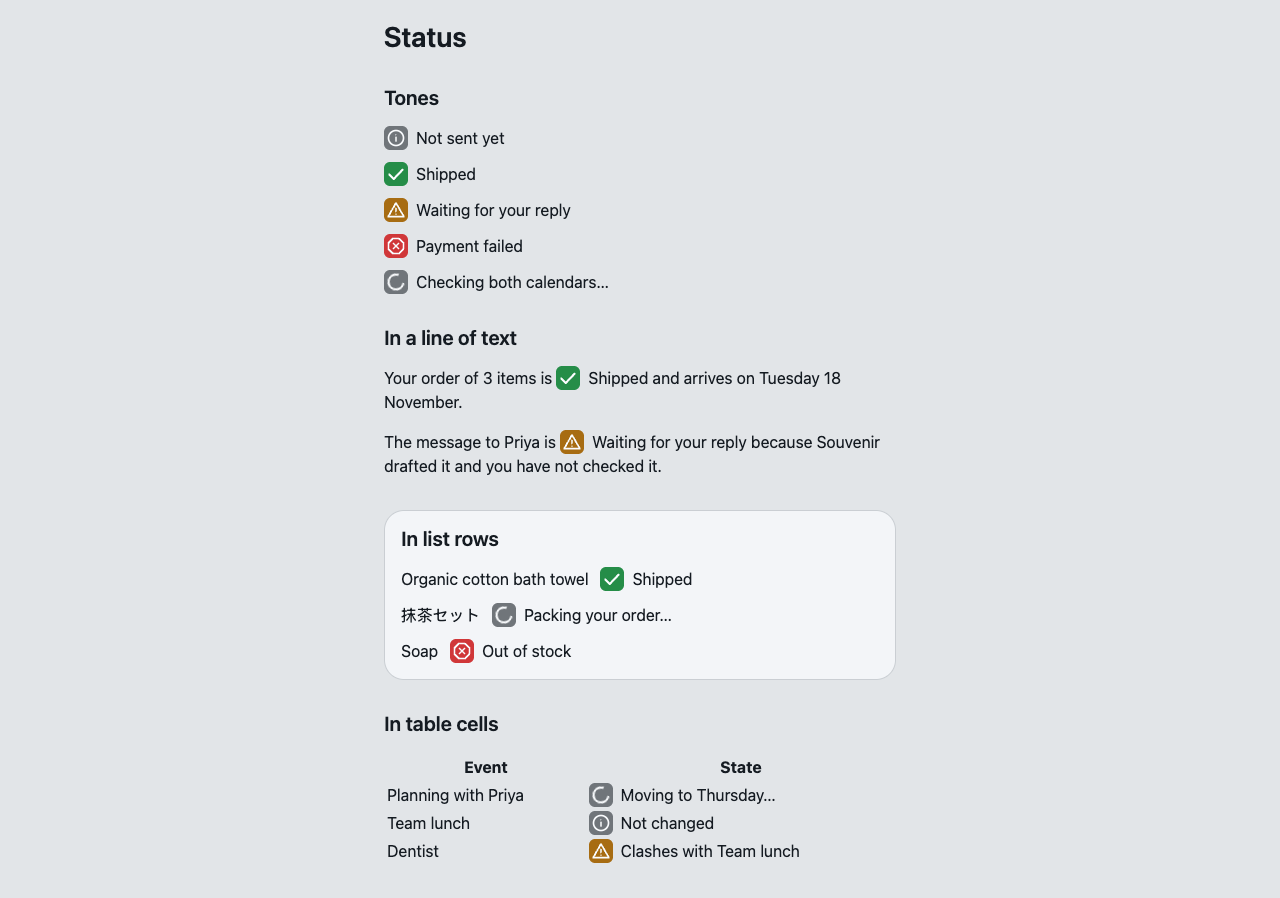 Status
Tones
Not sent yet
Shipped
Waiting for your reply
Payment failed
Checking both calendars...
In a line of text
Your order of 3 items is Shipped and arrives on Tuesday 18
November.
The message to Priya is Waiting for your reply because Souvenir
drafted it and you have not checked it.
In list rows
Organic cotton bath towel Shipped
抹茶セット Packing your order...
Soap Out of stock
In table cells
Event State
Planning with Priya Moving to Thursday...
Team lunch Not changed
Dentist Clashes with Team lunch